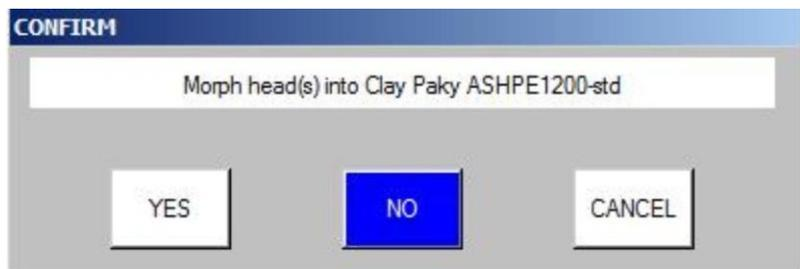 CONFIRM
Morph head(s) into Clay Paky ASHPE1200-std
YES NO CANCEL